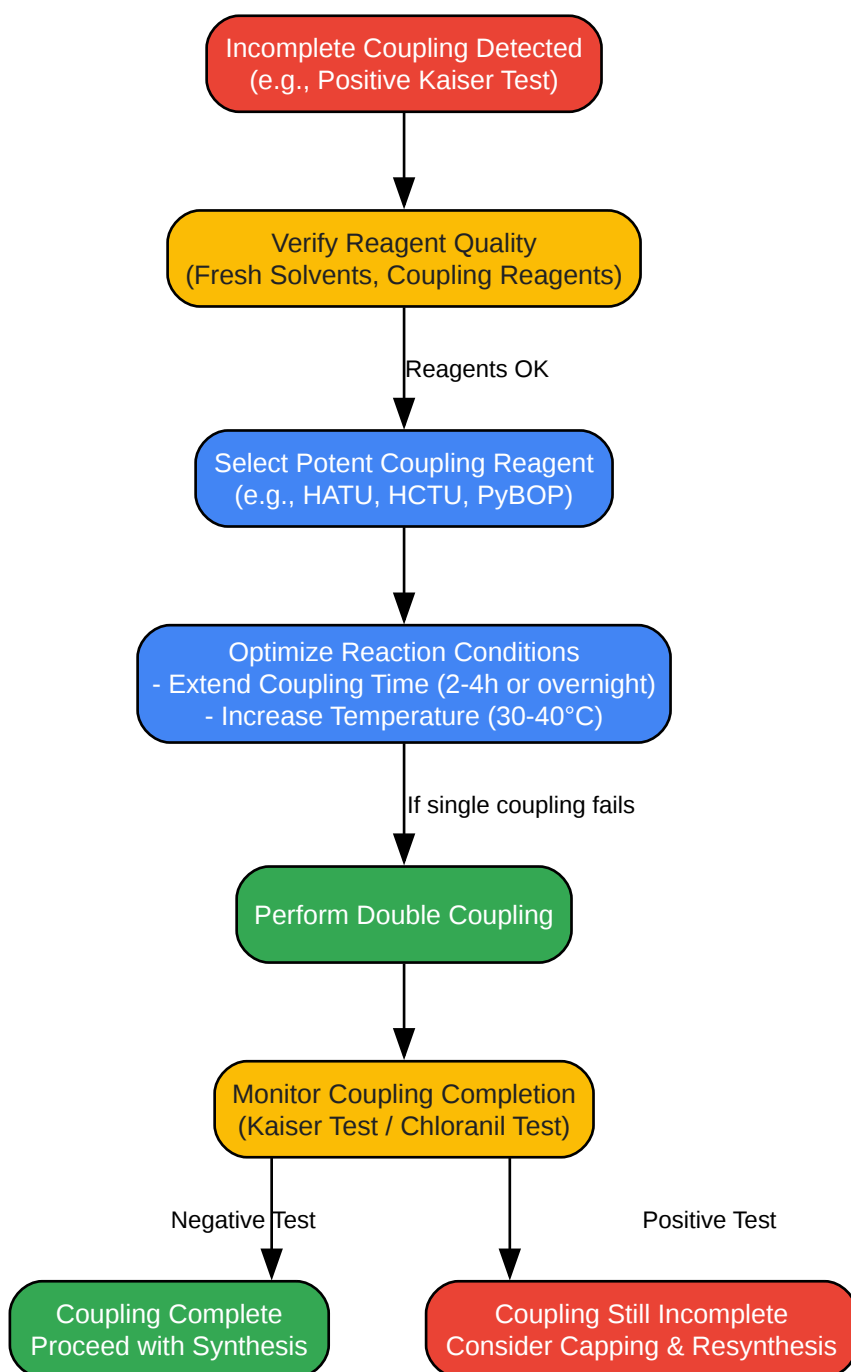 Incomplete Coupling Detected
(e.g., Positive Kaiser Test)
Verify Reagent Quality
(Fresh Solvents, Coupling Reagents)
Reagents OK
Select Potent Coupling Reagent
(e.g., HATU, HCTU, PyBOP)
Optimize Reaction Conditions
- Extend Coupling Time (2-4h or overnight)
- Increase Temperature (30-40°C)
If single coupling fails
Perform Double Coupling
Monitor Coupling Completion
(Kaiser Test / Chloranil Test)
Negative Test
Positive Test
Coupling Complete
Proceed with Synthesis
Coupling Still Incomplete
Consider Capping & Resynthesis